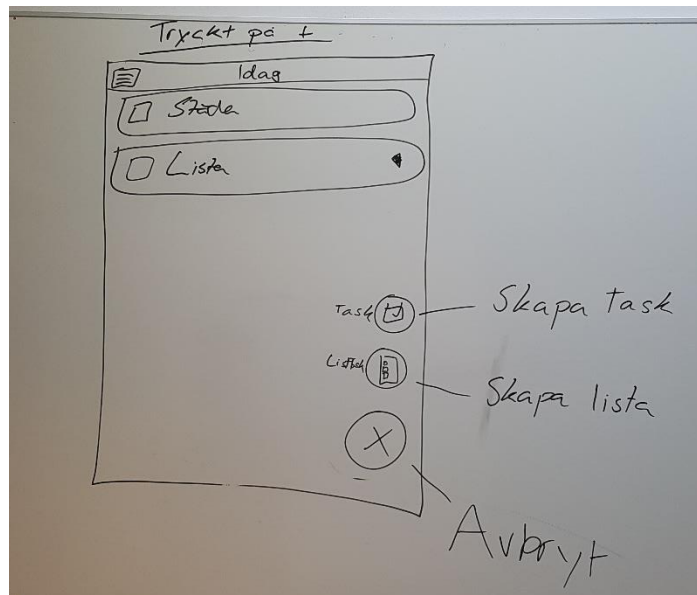 Tryckt på +
Idag
Städa
Lista
Task
Skapa task
Skapa lista
X
Avbryt